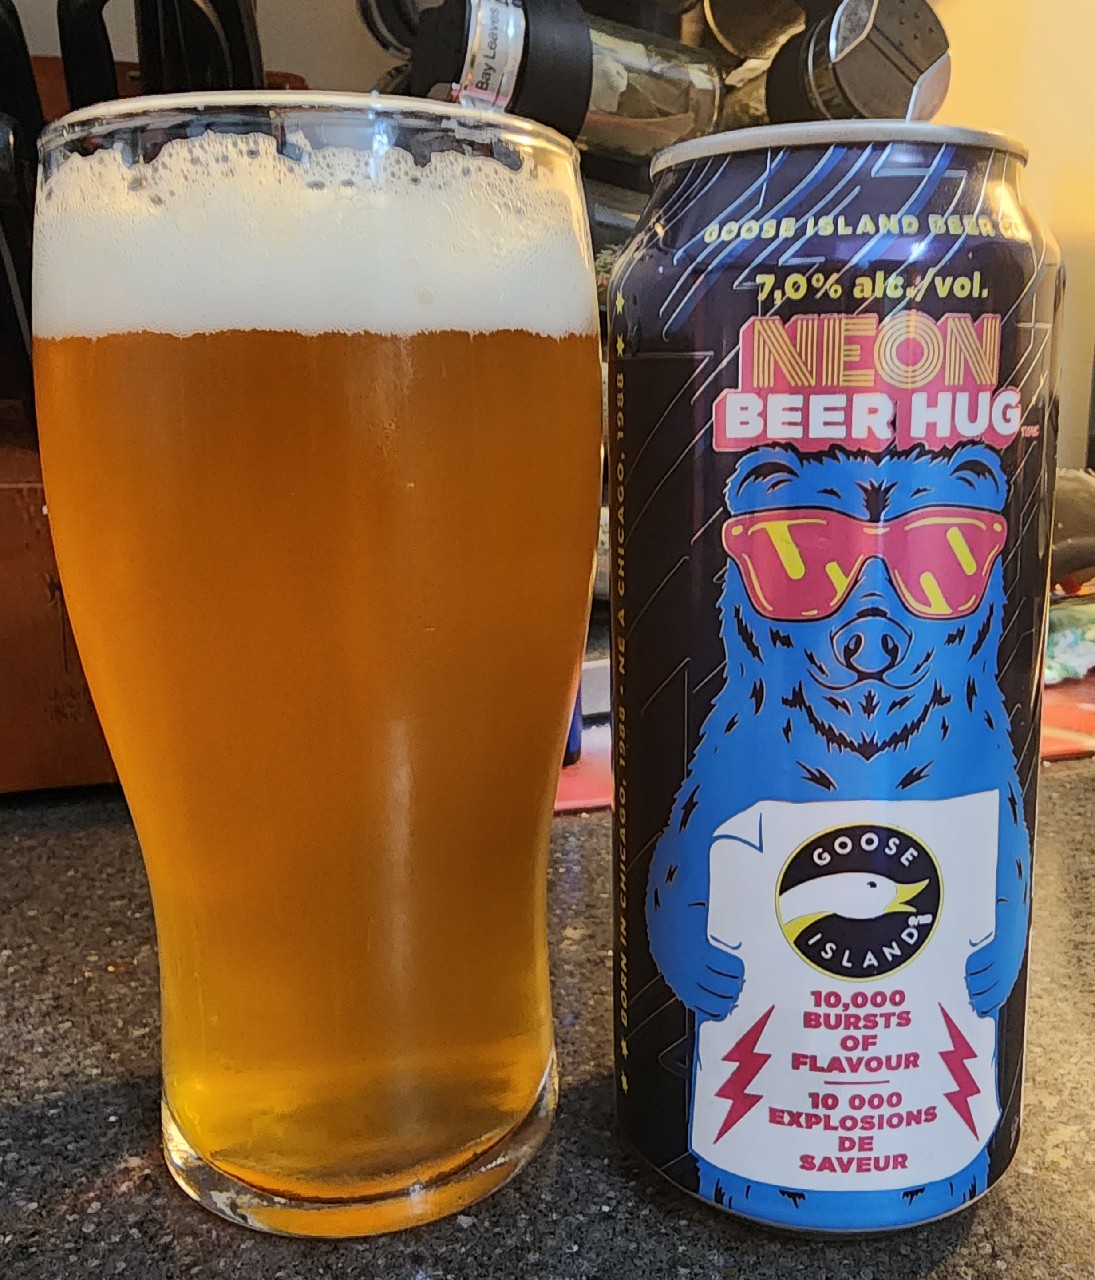 Bay Leaves
GOOSE ISLAND BEER CO
7,0% alc./vol.
NEON
BEER HUG
GOOSE
ISLAND
10,000
BURSTS
OF
FLAVOUR
10 000
EXPLOSIONS
DE
SAVEUR
★ BORN IN CHICAGO, 1988 • NÉ À CHICAGO, 1988 ★ ★